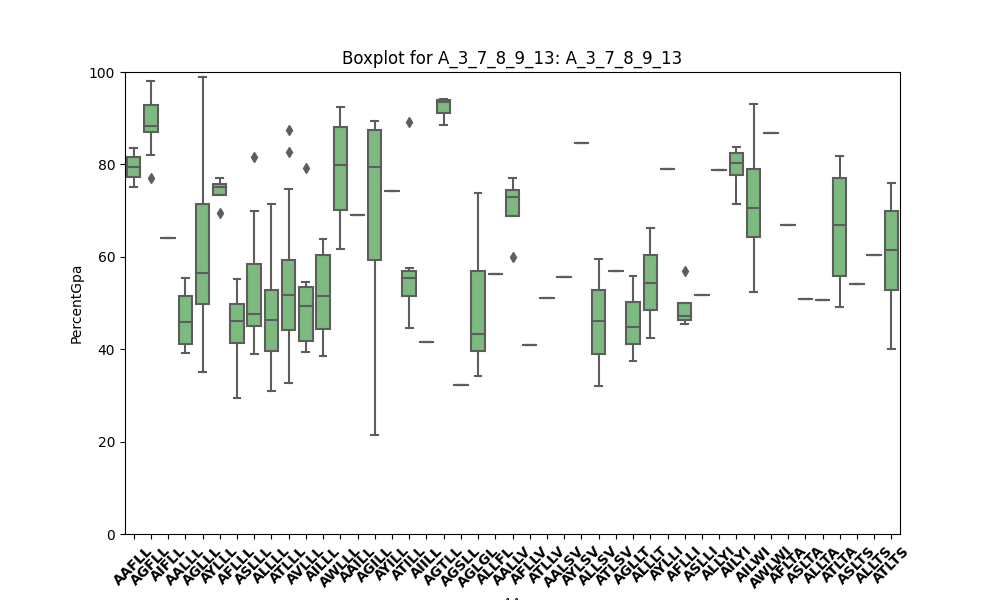 Boxplot for A_3_7_8_9_13: A_3_7_8_9_13
PercentGpa
100
80
60
40
20
0
AAFLL
AGFLL
AIFLL
AALLL
AGLLL
AYLLL
AFLLL
ASLLL
ALLLL
ATLLL
AVLLL
AILLL
AWLLL
AAILL
AGILL
AYILL
ATILL
AIILL
AGTLL
AGSLL
AGLGL
ALLFL
AALLV
AFLLV
ATLLV
AALSV
AYLSV
ALLSV
ATLSV
AGLLT
ALLLT
AYLLI
AFLLI
ASLLI
ALLYI
AILYI
AILWI
AWLWI
AFLTA
ASLTA
ALLTA
ATLTA
ASLTS
ALLTS
ATLTS